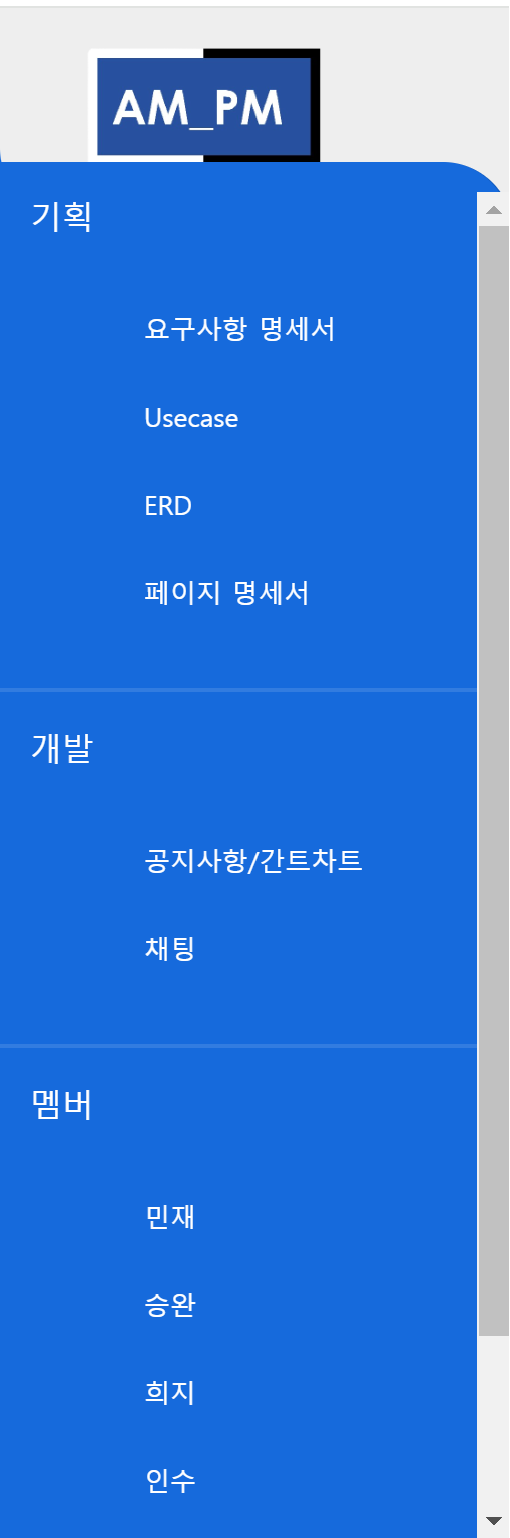 AM_PM
기획
요구사항 명세서
Usecase
ERD
페이지 명세서
개발
공지사항/간트차트
채팅
멤버
민재
승완
희지
인수